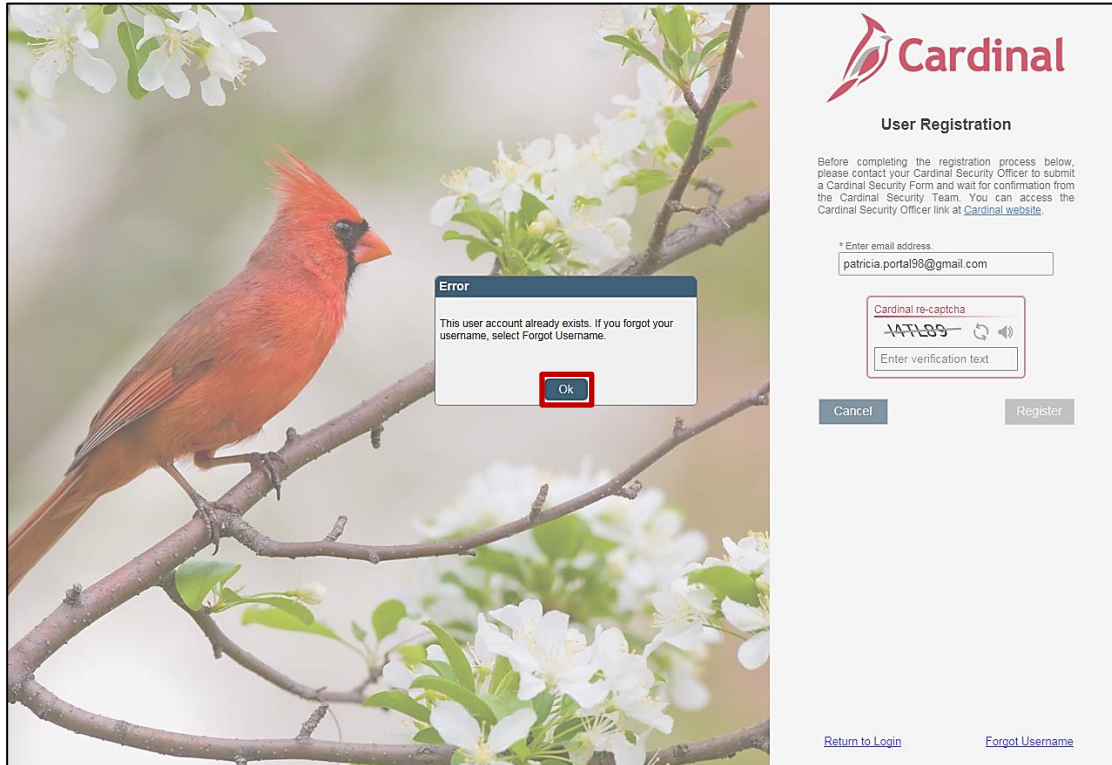 Cardinal
User Registration
Before completing the registration process below,
please contact your Cardinal Security Officer to submit
a Cardinal Security Form and wait for confirmation from
the Cardinal Security Team. You can access the
Cardinal Security Officer link at Cardinal website.
* Enter email address.
patricia.portal98@gmail.com
Cardinal re-captcha
Enter verification text
Cancel
Register
Error
This user account already exists. If you forgot your
username, select Forgot Username.
Ok
Return to Login
Forgot Username